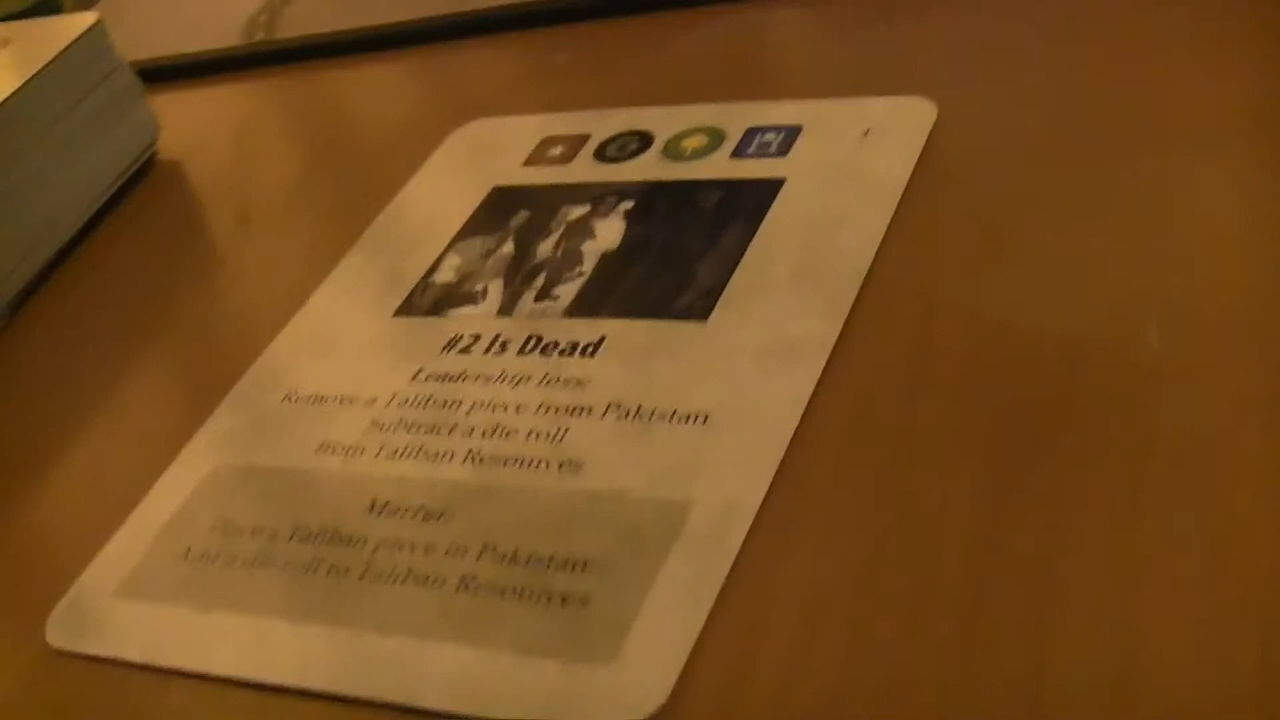 #2 Is Dead
Leadership loss:
Remove a Taliban piece from Pakistan
Subtract a die roll
from Taliban Resources
Martyr:
Place a Taliban piece in Pakistan
Add a die roll to Taliban Resources